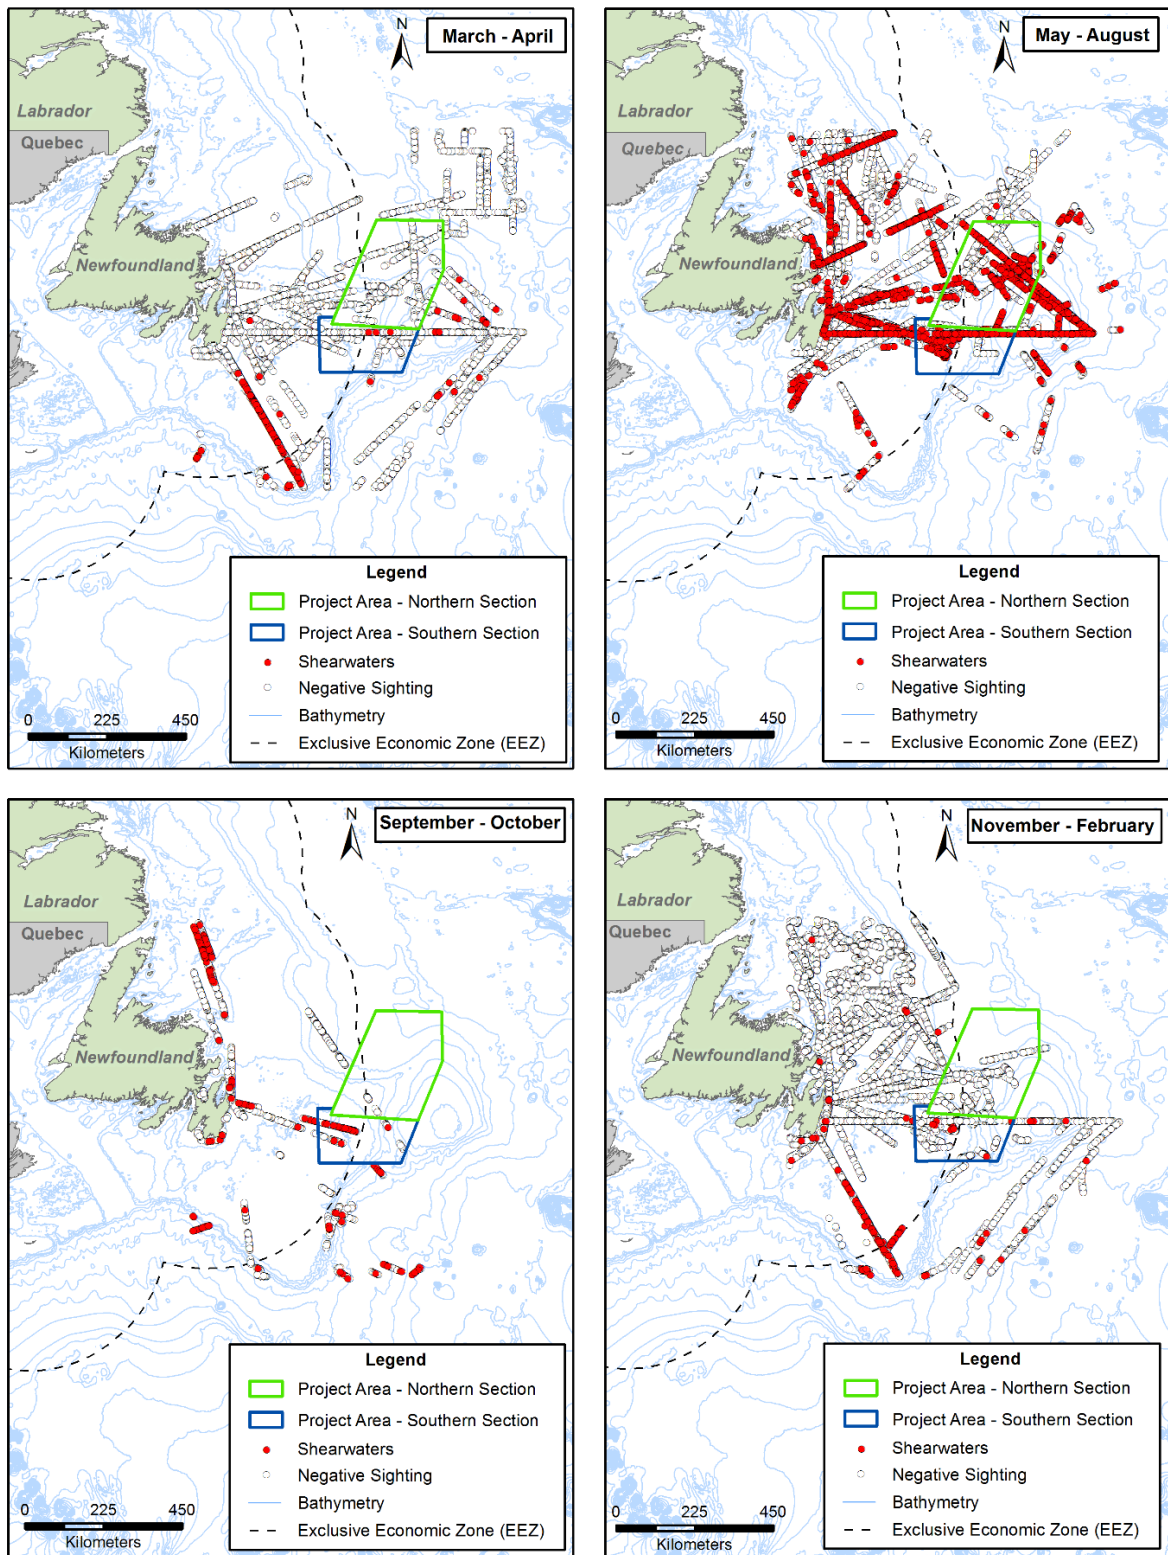 March - April
N
Labrador
Quebec
Newfoundland
Legend
Project Area - Northern Section
Project Area - Southern Section
Shearwaters
Negative Sighting
Bathymetry
Exclusive Economic Zone (EEZ)
0 225 450
Kilometers
May - August
N
Labrador
Quebec
Newfoundland
Legend
Project Area - Northern Section
Project Area - Southern Section
Shearwaters
Negative Sighting
Bathymetry
Exclusive Economic Zone (EEZ)
0 225 450
Kilometers
September - October
N
Labrador
Quebec
Newfoundland
Legend
Project Area - Northern Section
Project Area - Southern Section
Shearwaters
Negative Sighting
Bathymetry
Exclusive Economic Zone (EEZ)
0 225 450
Kilometers
November - February
N
Labrador
Quebec
Newfoundland
Legend
Project Area - Northern Section
Project Area - Southern Section
Shearwaters
Negative Sighting
Bathymetry
Exclusive Economic Zone (EEZ)
0 225 450
Kilometers